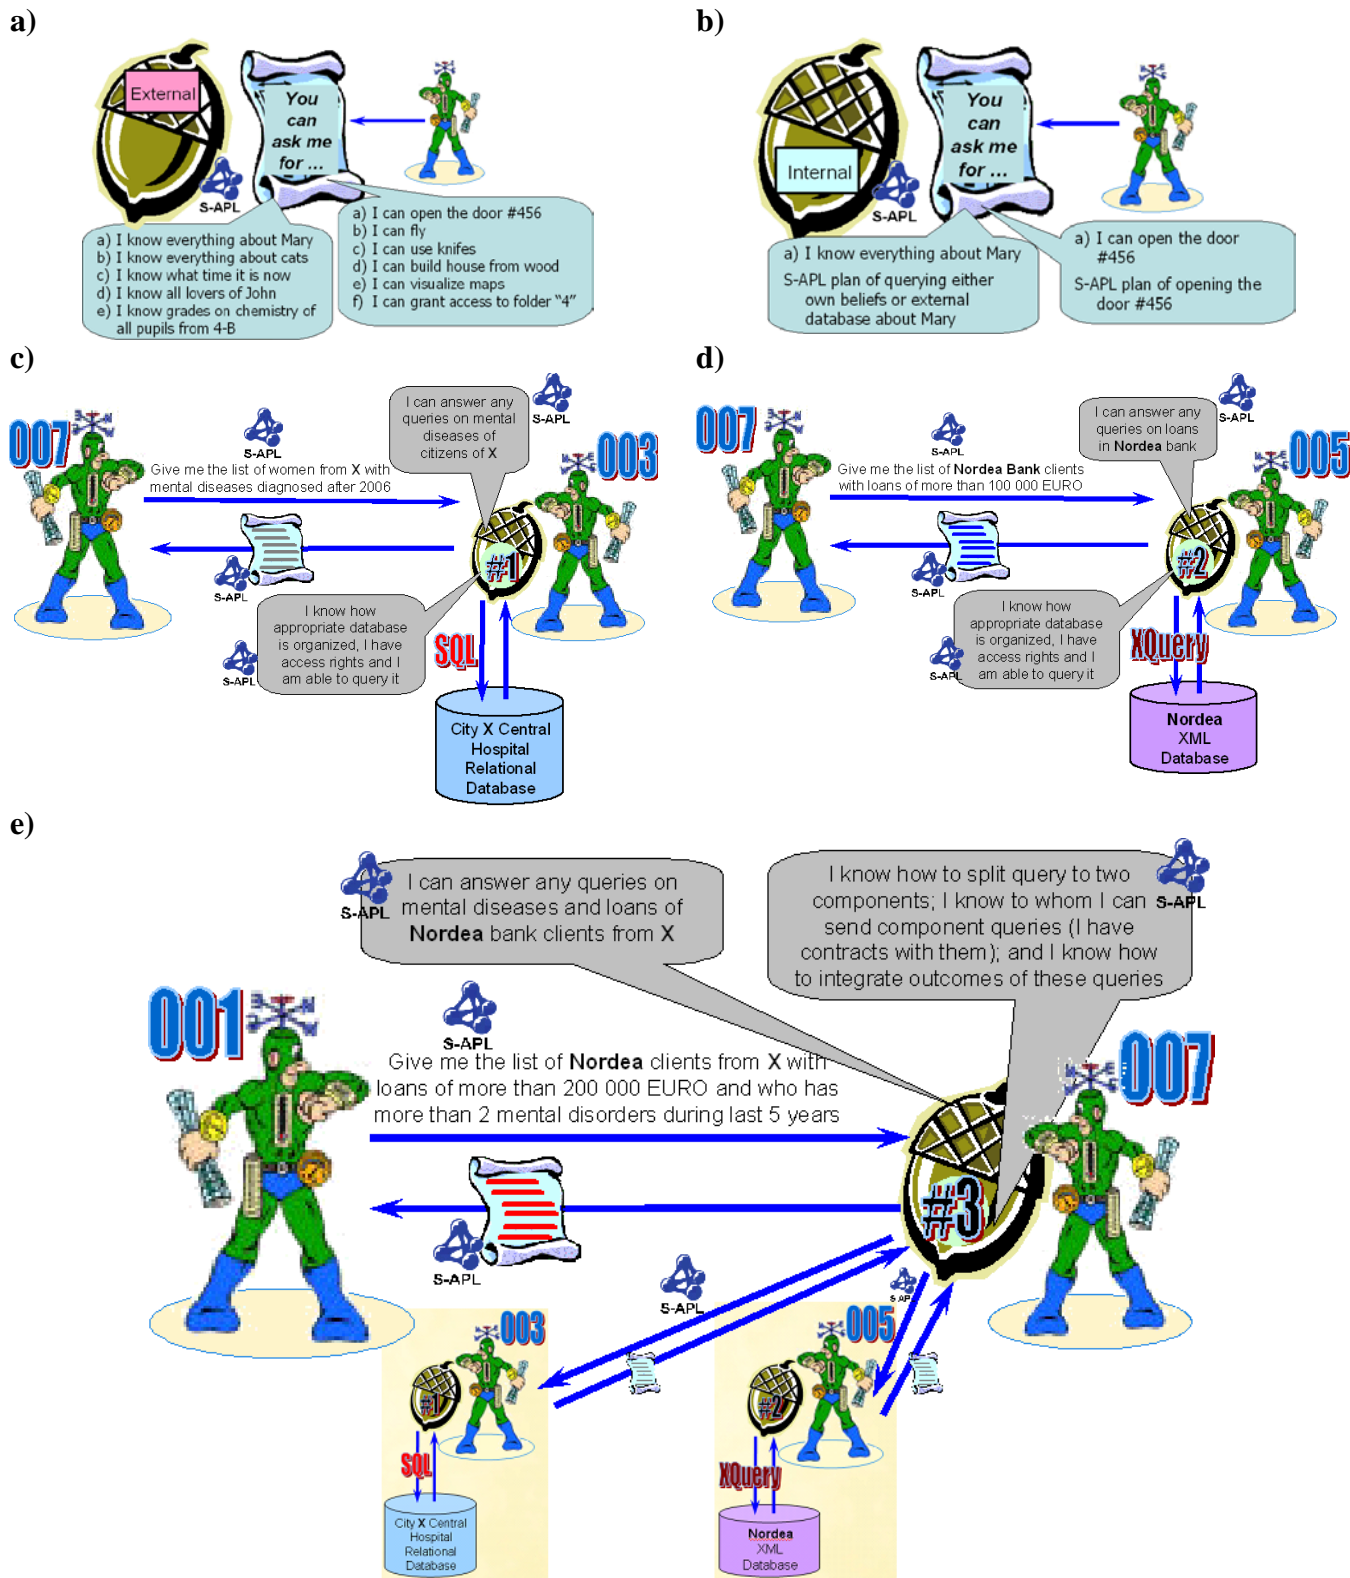 a)
External
You
can
ask me
for ...
S-APL
a) I know everything about Mary
b) I know everything about cats
c) I know what time it is now
d) I know all lovers of John
e) I know grades on chemistry of
all pupils from 4-B
a) I can open the door #456
b) I can fly
c) I can use knifes
d) I can build house from wood
e) I can visualize maps
f) I can grant access to folder “4”
b)
Internal
You
can
ask me
for ...
S-APL
a) I know everything about Mary
S-APL plan of querying either
own beliefs or external
database about Mary
a) I can open the door
#456
S-APL plan of opening the
door #456
c)
007
S-APL
Give me the list of women from X with
mental diseases diagnosed after 2006
I can answer any
queries on mental
diseases of
citizens of X
S-APL
003
#1
S-APL
I know how
appropriate database
is organized, I have
access rights and I
am able to query it
S-APL
SQL
City X Central
Hospital
Relational
Database
d)
007
S-APL
Give me the list of Nordea Bank clients
with loans of more than 100 000 EURO
I can answer any
queries on loans
in Nordea bank
S-APL
005
#2
S-APL
I know how
appropriate database
is organized, I have
access rights and I
am able to query it
S-APL
XQuery
Nordea
XML
Database
e)
S-APL
I can answer any queries on
mental diseases and loans of
Nordea bank clients from X
I know how to split query to two
components; I know to whom I can
send component queries (I have
contracts with them); and I know how
to integrate outcomes of these queries
S-APL
001
S-APL
Give me the list of Nordea clients from X with
loans of more than 200 000 EURO and who has
more than 2 mental disorders during last 5 years
007
#3
S-APL
S-APL
S-APL
003
#1
SQL
City X Central
Hospital
Relational
Database
005
#2
XQuery
Nordea
XML
Database